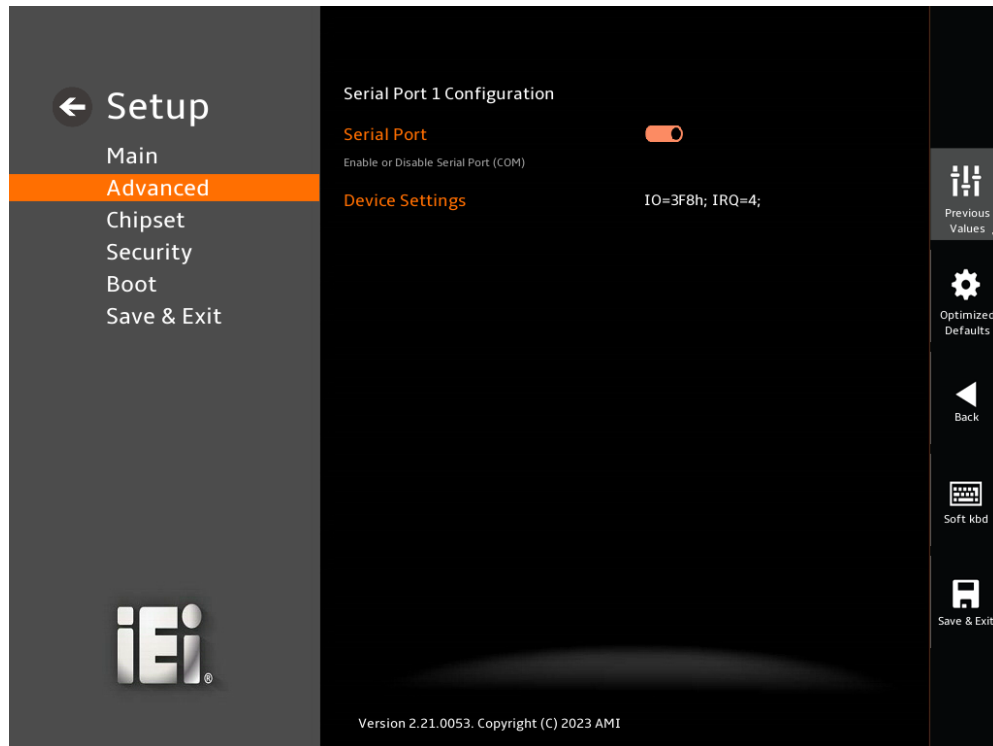 Setup
Main
Advanced
Chipset
Security
Boot
Save & Exit
iEi®
Serial Port 1 Configuration
Serial Port
Enable or Disable Serial Port (COM)
Device Settings IO=3F8h; IRQ=4;
Version 2.21.0053. Copyright (C) 2023 AMI
Previous
Values
Optimized
Defaults
Back
Soft kbd
Save & Exit